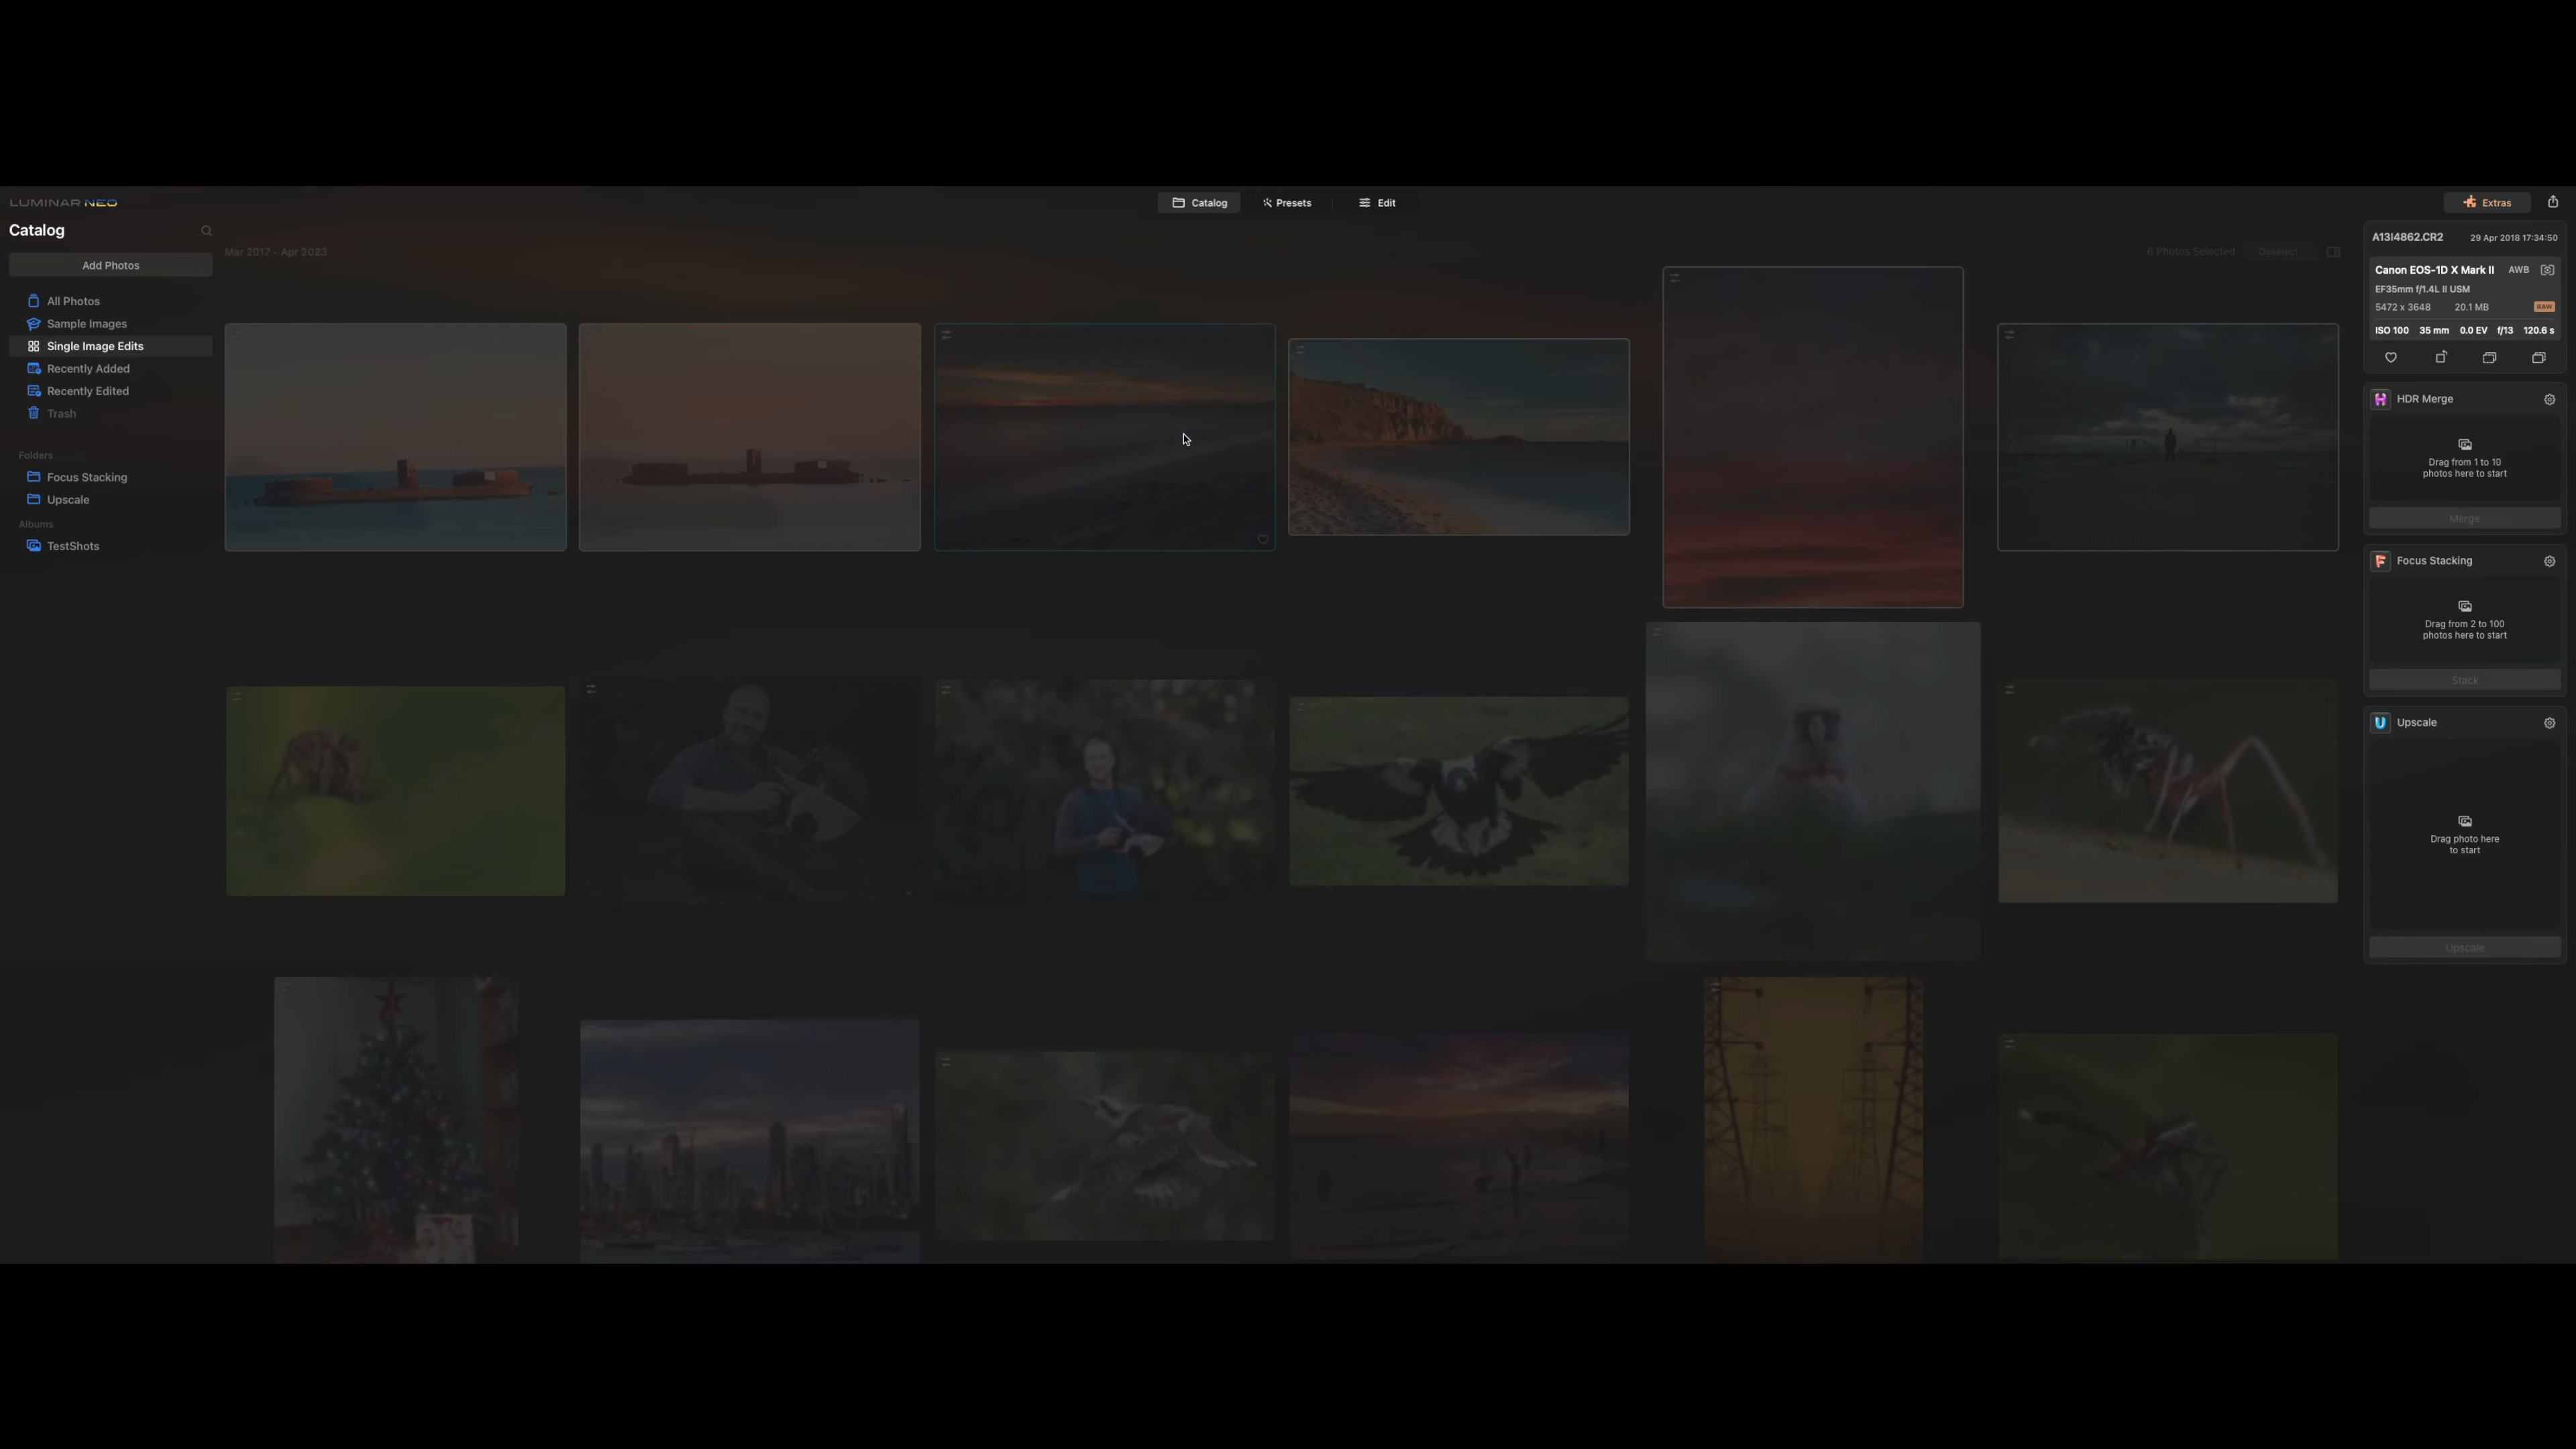 LUMINAR NEO
Catalog
Presets
Edit
Extras
Catalog
Add Photos
All Photos
Sample Images
Single Image Edits
Recently Added
Recently Edited
Trash
Folders
Focus Stacking
Upscale
Albums
TestShots
Mar 2017 - Apr 2023
6 Photos Selected
Deselect
A13I4862.CR2
29 Apr 2018 17:34:50
Canon EOS-1D X Mark II
AWB
EF35mm f/1.4L II USM
5472 x 3648
20.1 MB
RAW
ISO 100
35 mm
0.0 EV
f/13
120.6 s
HDR Merge
Drag from 1 to 10
photos here to start
Merge
Focus Stacking
Drag from 2 to 100
photos here to start
Stack
Upscale
Drag photo here
to start
Upscale